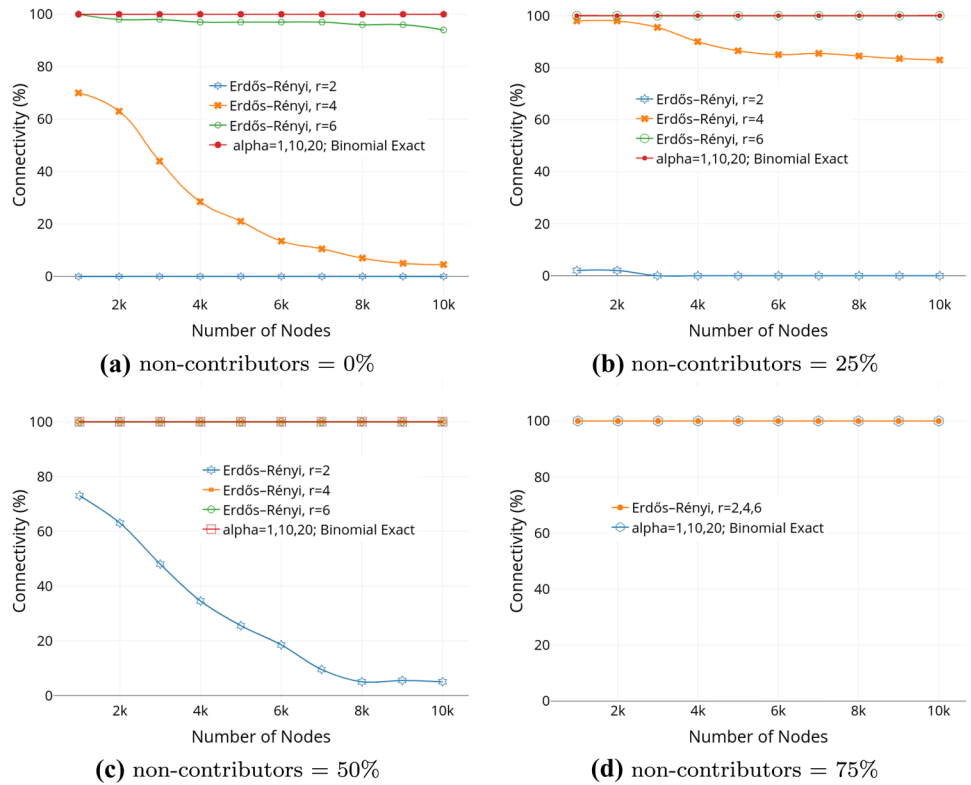 100
80
60
40
20
0
Connectivity (%)
Erdős–Rényi, r=2
Erdős–Rényi, r=4
Erdős–Rényi, r=6
alpha=1,10,20; Binomial Exact
2k 4k 6k 8k 10k
Number of Nodes
(a) non-contributors = 0%
100
80
60
40
20
0
Connectivity (%)
Erdős–Rényi, r=2
Erdős–Rényi, r=4
Erdős–Rényi, r=6
alpha=1,10,20; Binomial Exact
2k 4k 6k 8k 10k
Number of Nodes
(b) non-contributors = 25%
100
80
60
40
20
0
Connectivity (%)
Erdős–Rényi, r=2
Erdős–Rényi, r=4
Erdős–Rényi, r=6
alpha=1,10,20; Binomial Exact
2k 4k 6k 8k 10k
Number of Nodes
(c) non-contributors = 50%
100
80
60
40
20
0
Connectivity (%)
Erdős–Rényi, r=2,4,6
alpha=1,10,20; Binomial Exact
2k 4k 6k 8k 10k
Number of Nodes
(d) non-contributors = 75%